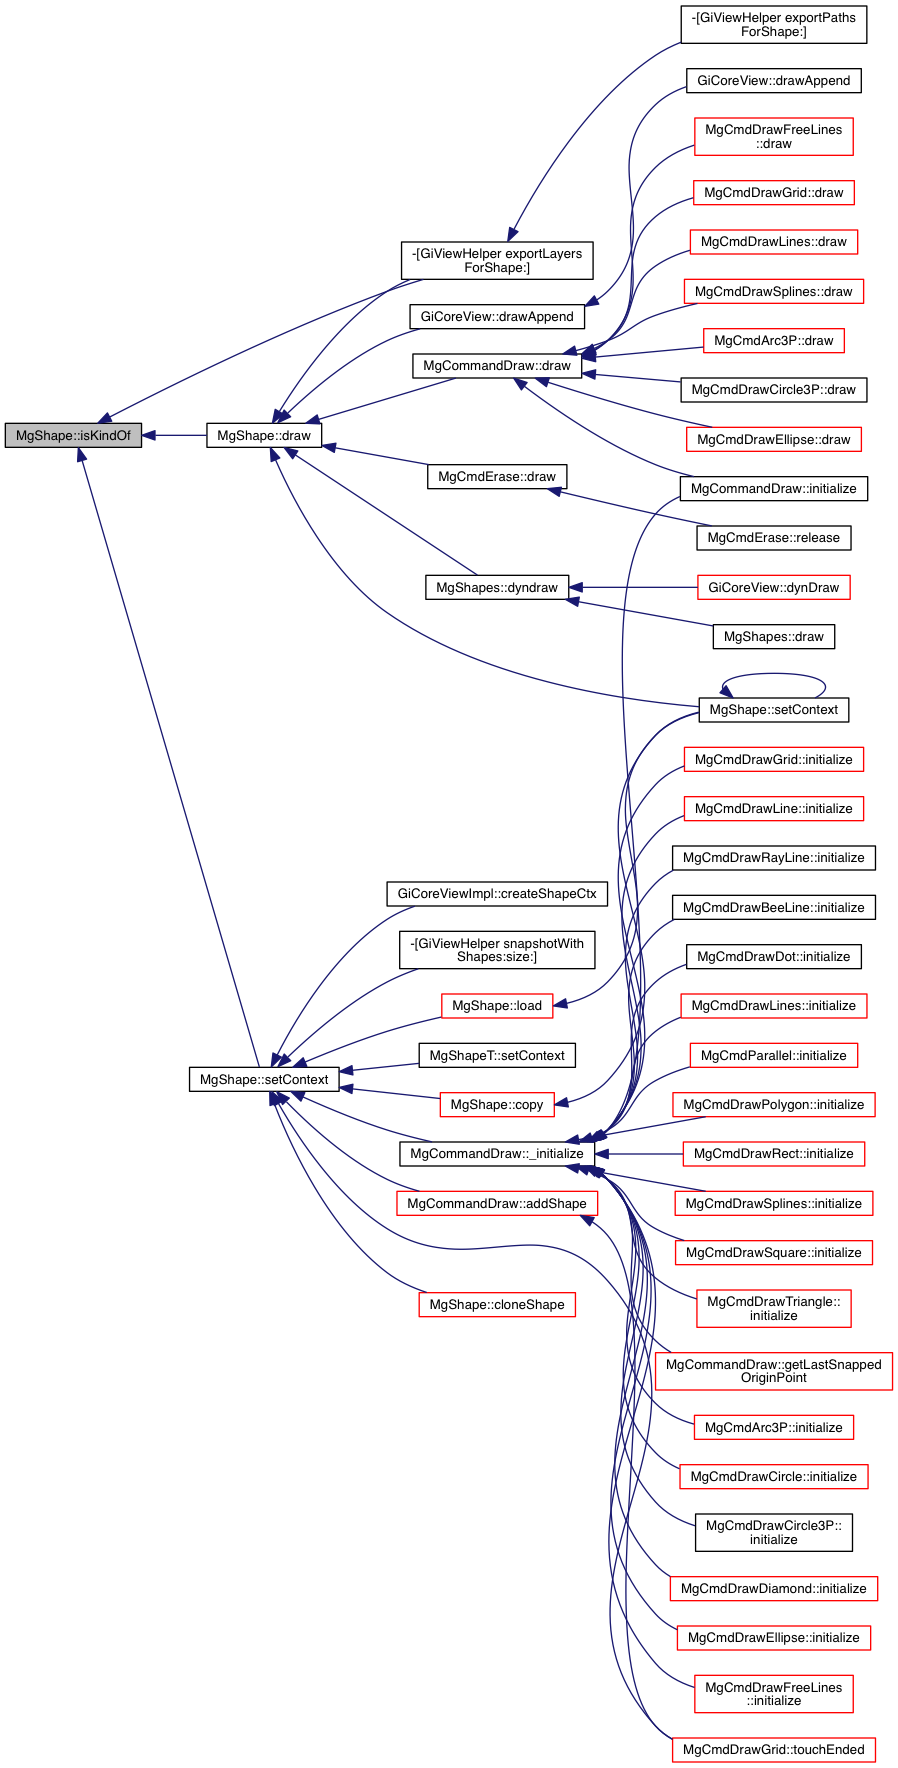 -[GiViewHelper exportPaths
ForShape:]
GiCoreView::drawAppend
MgCmdDrawFreeLines
::draw
MgCmdDrawGrid::draw
MgCmdDrawLines::draw
-[GiViewHelper exportLayers
ForShape:]
MgCmdDrawSplines::draw
GiCoreView::drawAppend
MgCmdArc3P::draw
MgCommandDraw::draw
MgCmdDrawCircle3P::draw
MgShape::isKindOf
MgShape::draw
MgCmdDrawEllipse::draw
MgCmdErase::draw
MgCommandDraw::initialize
MgCmdErase::release
MgShapes::dyndraw
GiCoreView::dynDraw
MgShapes::draw
MgShape::setContext
MgCmdDrawGrid::initialize
MgCmdDrawLine::initialize
MgCmdDrawRayLine::initialize
GiCoreViewImpl::createShapeCtx
MgCmdDrawBeeLine::initialize
-[GiViewHelper snapshotWith
Shapes:size:]
MgCmdDrawDot::initialize
MgShape::load
MgCmdDrawLines::initialize
MgShapeT::setContext
MgCmdParallel::initialize
MgShape::setContext
MgShape::copy
MgCmdDrawPolygon::initialize
MgCommandDraw::_initialize
MgCmdDrawRect::initialize
MgCommandDraw::addShape
MgCmdDrawSplines::initialize
MgCmdDrawSquare::initialize
MgShape::cloneShape
MgCmdDrawTriangle::
initialize
MgCommandDraw::getLastSnapped
OriginPoint
MgCmdArc3P::initialize
MgCmdDrawCircle::initialize
MgCmdDrawCircle3P::
initialize
MgCmdDrawDiamond::initialize
MgCmdDrawEllipse::initialize
MgCmdDrawFreeLines
::initialize
MgCmdDrawGrid::touchEnded